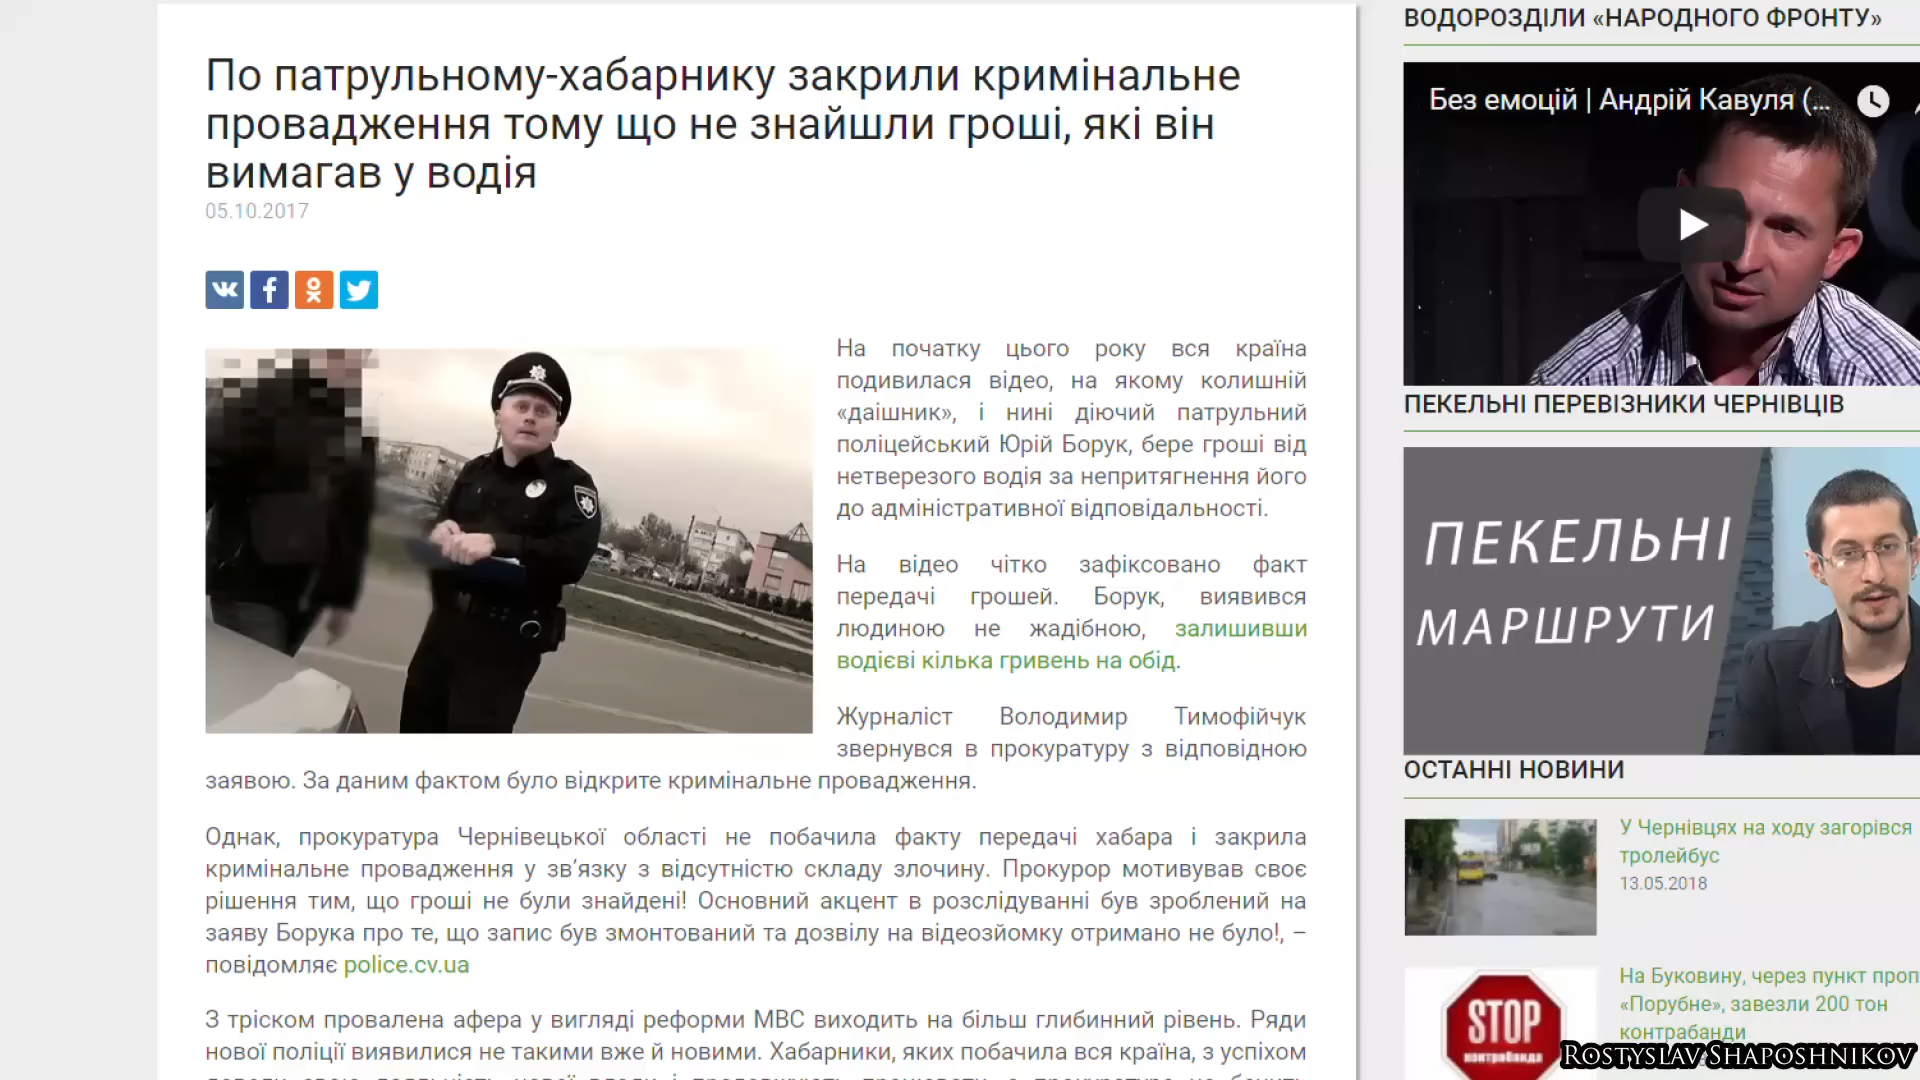 По патрульному-хабарнику закрили кримінальне
провадження тому що не знайшли гроші, які він
вимагав у водія
05.10.2017
На початку цього року вся країна
подивилася відео, на якому колишній
«даішник», і нині діючий патрульний
поліцейський Юрій Борук, бере гроші від
нетверезого водія за непритягнення його
до адміністративної відповідальності.
На відео чітко зафіксовано факт
передачі грошей. Борук, виявився
людиною не жадібною, залишивши
водієві кілька гривень на обід.
Журналіст Володимир Тимофійчук
звернувся в прокуратуру з відповідною
заявою. За даним фактом було відкрите кримінальне провадження.
Однак, прокуратура Чернівецької області не побачила факту передачі хабара і закрила
кримінальне провадження у зв’язку з відсутністю складу злочину. Прокурор мотивував своє
рішення тим, що гроші не були знайдені! Основний акцент в розслідуванні був зроблений на
заяву Борука про те, що запис був змонтований та дозвілу на відеозйомку отримано не було!, –
повідомляє police.cv.ua
З тріском провалена афера у вигляді реформи МВС виходить на більш глибинний рівень. Ряди
нової поліції виявилися не такими вже й новими. Хабарники, яких побачила вся країна, з успіхом
ВОДОРОЗДІЛИ «НАРОДНОГО ФРОНТУ»
Без емоцій | Андрій Кавуля (...
ПЕКЕЛЬНІ ПЕРЕВІЗНИКИ ЧЕРНІВЦІВ
ПЕКЕЛЬНІ
МАРШРУТИ
ОСТАННІ НОВИНИ
У Чернівцях на ходу загорівся
тролейбус
13.05.2018
На Буковину, через пункт проп
«Порубне», завезли 200 тон
контрабанди
STOP
контрабанда
Rostyslav Shaposhnikov